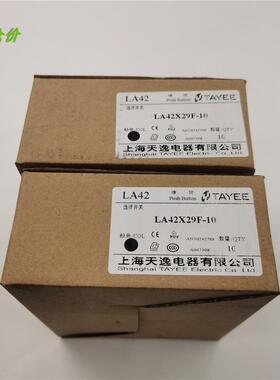 价
LA42
按钮
Push Button
TAYEE
选择开关
LA42X29F-10
颜色.COL
数量/QTY
10
上海天逸电器有限公司
Shanghai TAYEE Electric Co., Ltd.
LA42
按钮
Push Button
TAYEE
选择开关
LA42X29F-10
颜色.COL
数量/QTY
10
上海天逸电器有限公司
Shanghai TAYEE Electric Co., Ltd.